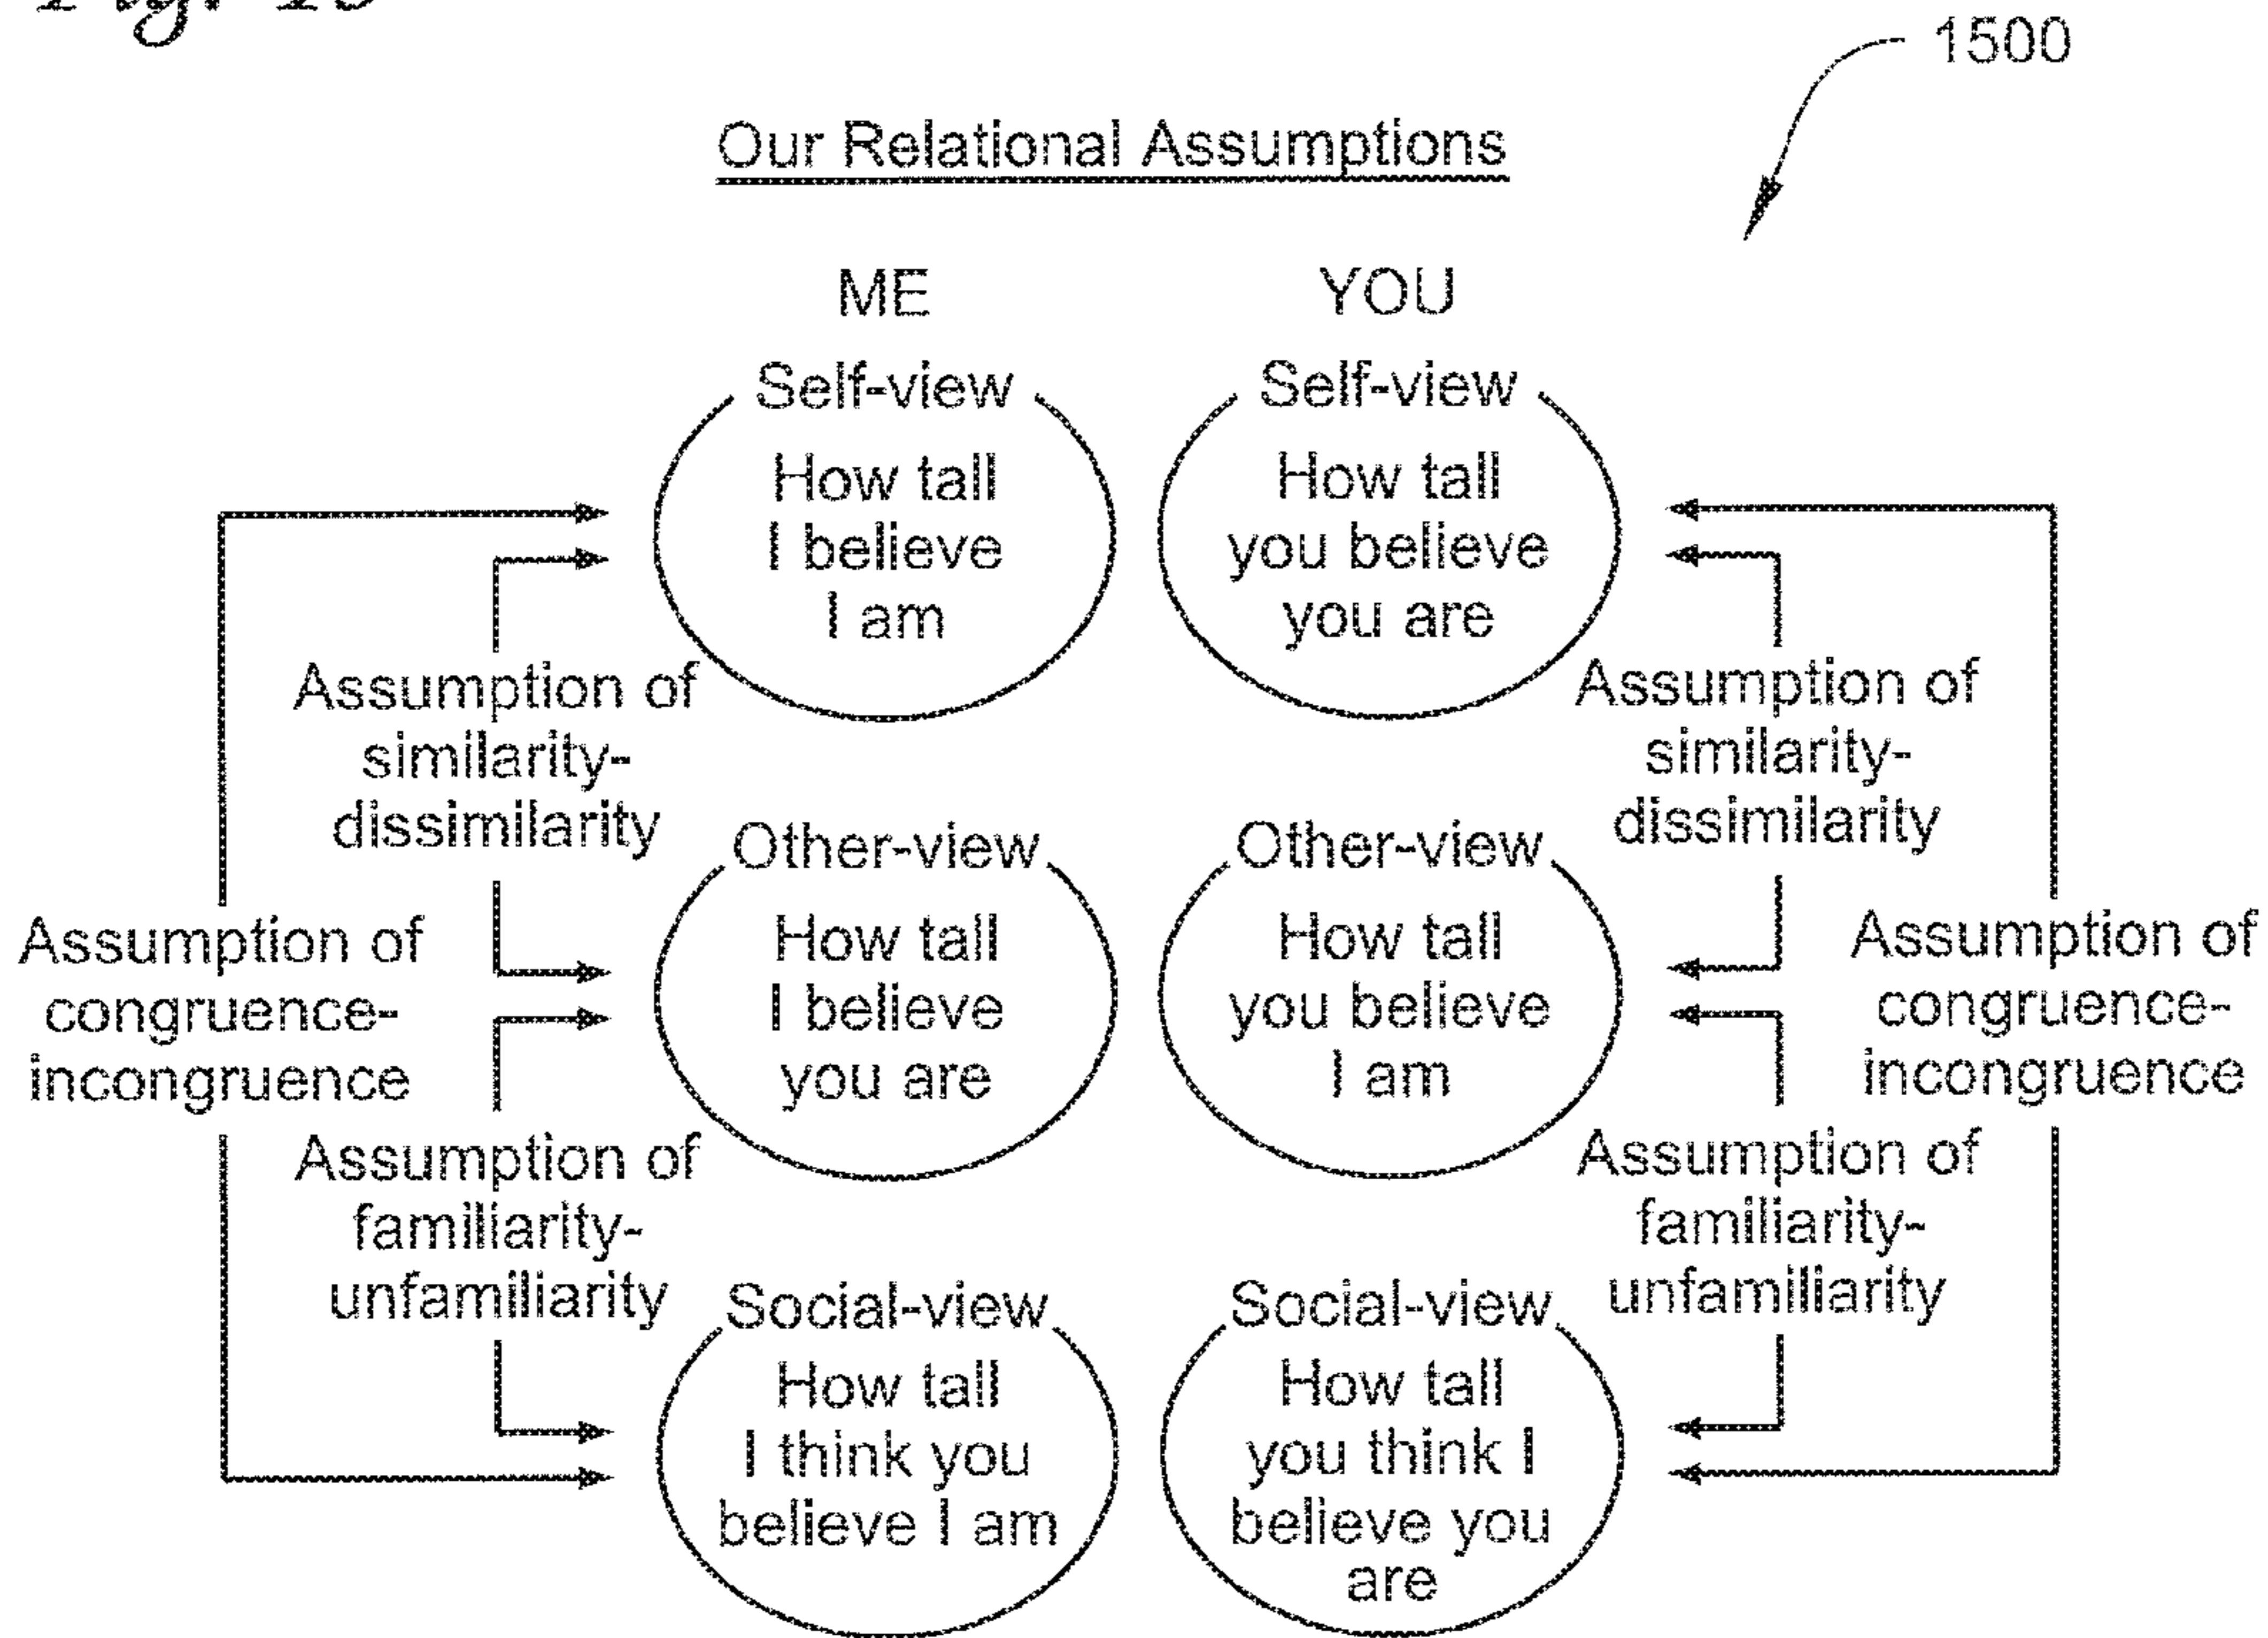 Fig.
1500
Our Relational Assumptions
ME
YOU
Self-view
How tall
I believe
I am
Self-view
How tall
you believe
you are
Assumption of
similarity-
dissimilarity
Assumption of
similarity-
dissimilarity
Assumption of
congruence-
incongruence
Other-view
How tall
I believe
you are
Other-view
How tall
you believe
I am
Assumption of
congruence-
incongruence
Assumption of
familiarity-
unfamiliarity
Assumption of
familiarity-
unfamiliarity
Social-view
How tall
I think you
believe I am
Social-view
How tall
you think I
believe you
are